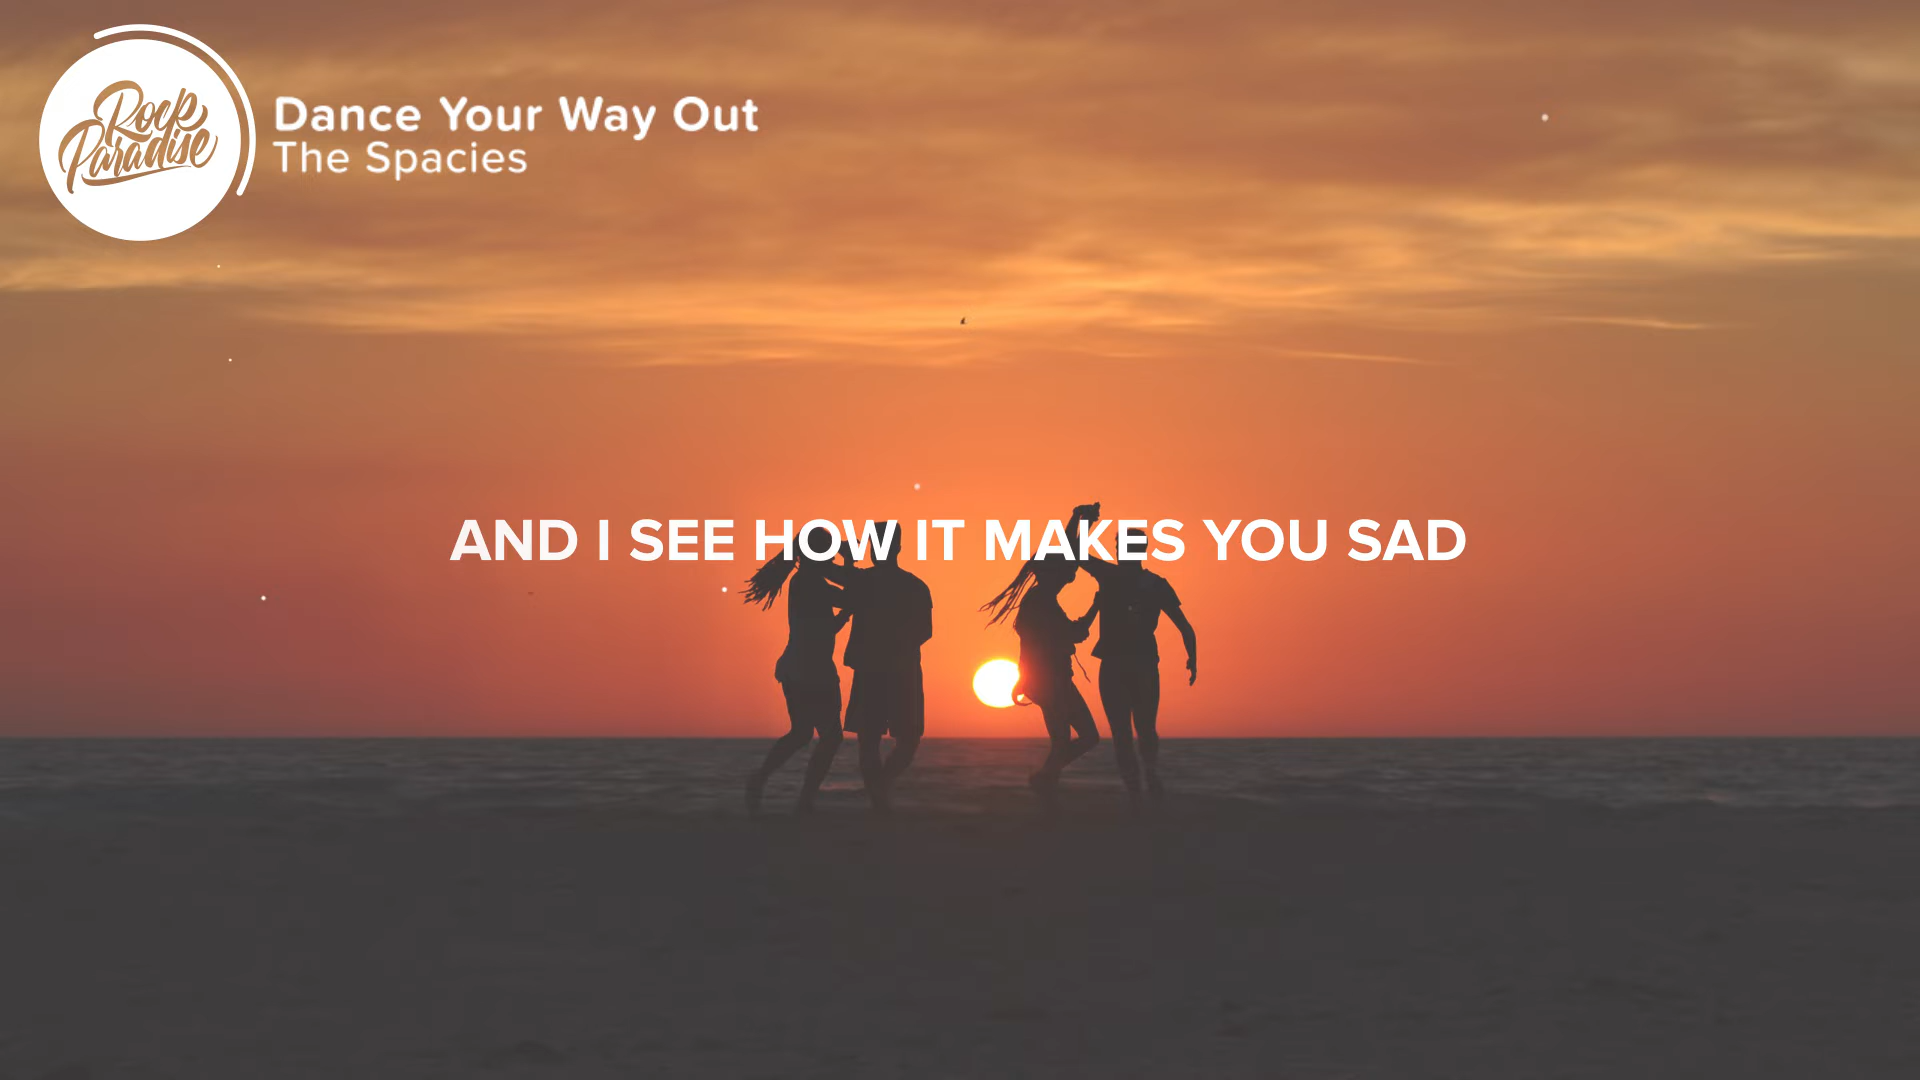 Rock
Paradise
Dance Your Way Out
The Spacies
AND I SEE HOW IT MAKES YOU SAD